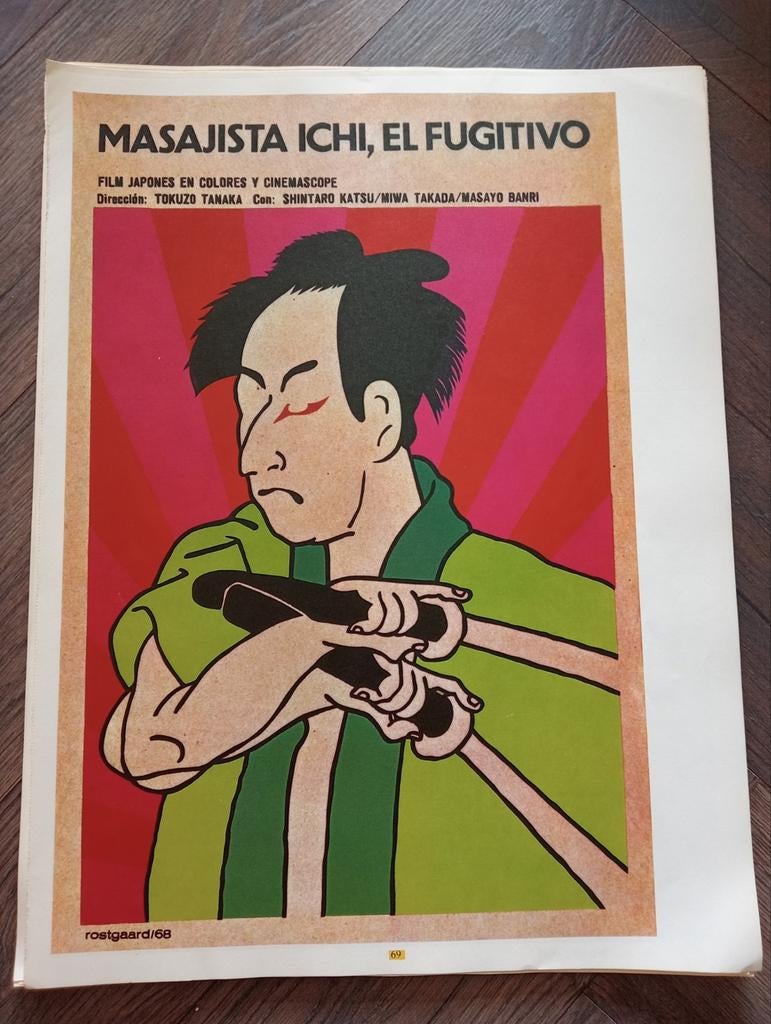 MASAJISTA ICHI, EL FUGITIVO
FILM JAPONES EN COLORES Y CINEMASCOPE
Dirección: TOKUZO TANAKA Con: SHINTARO KATSU/MIWA TAKADA/MASAYO BANRI
rostgaard/68
69